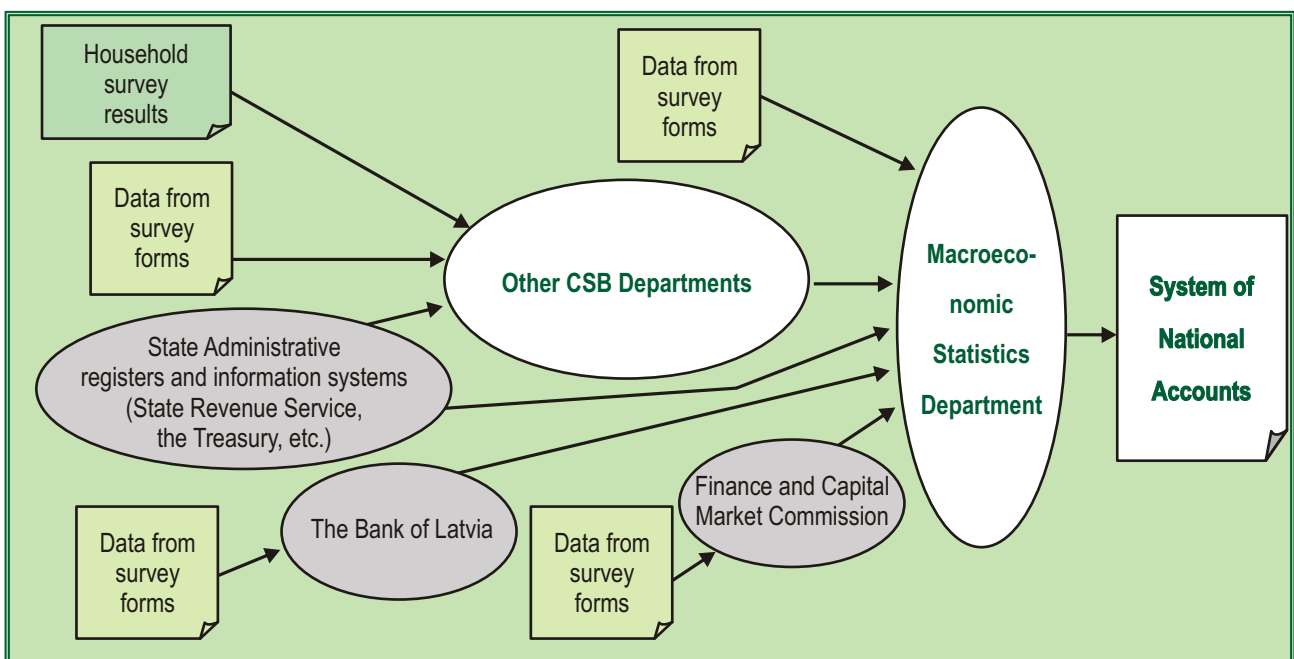 Household
survey
results
Data from
survey
forms
Data from
survey
forms
Other CSB Departments
Macroeco-
nomic
Statistics
Department
System of
National
Accounts
State Administrative
registers and information systems
(State Revenue Service,
the Treasury, etc.)
Data from
survey
forms
The Bank of Latvia
Data from
survey
forms
Finance and Capital
Market Commission